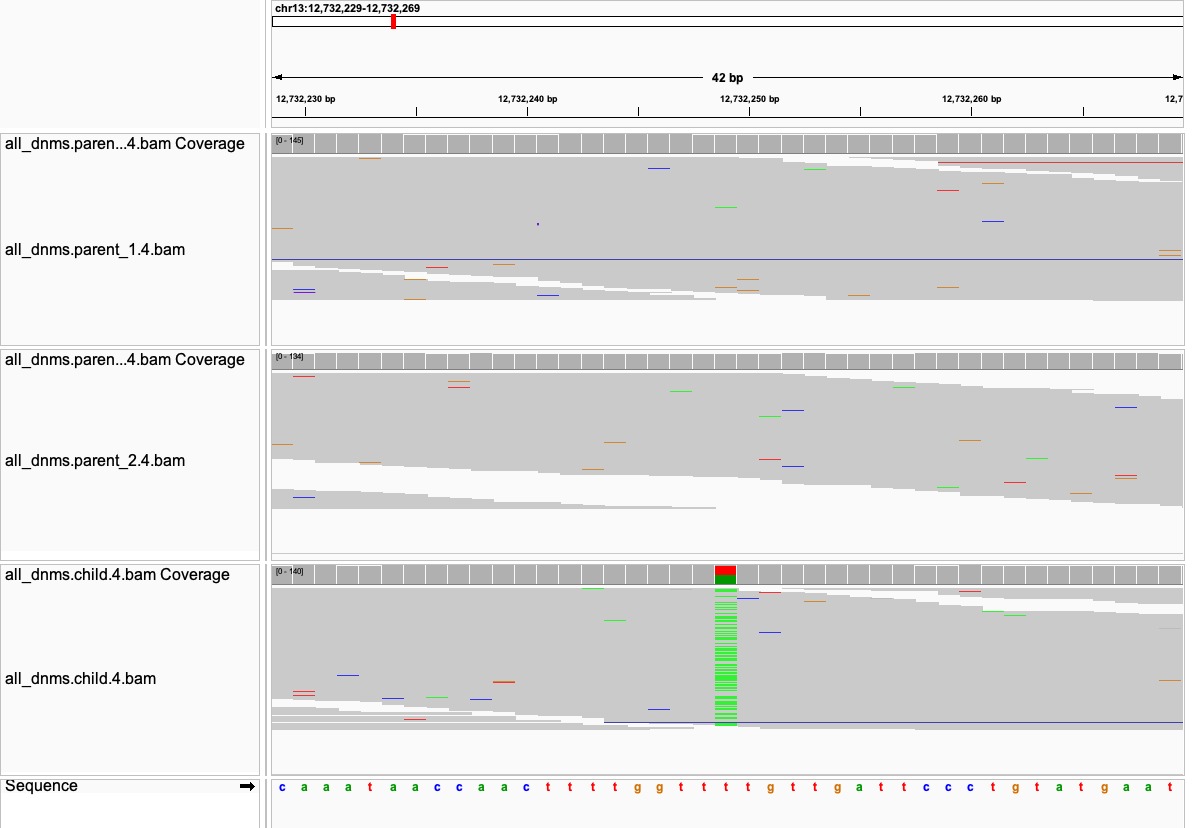 chr13:12,732,229-12,732,269
42 bp
12,732,230 bp 12,732,240 bp 12,732,250 bp 12,732,260 bp 12,7
all_dnms.paren...4.bam Coverage [0 - 145]
all_dnms.parent_1.4.bam
all_dnms.paren...4.bam Coverage [0 - 134]
all_dnms.parent_2.4.bam
all_dnms.child.4.bam Coverage [0 - 140]
all_dnms.child.4.bam
Sequence c a a a t a a c c a a c t t t t g g t t t t g t t g a t t c c c t g t a t g a a t